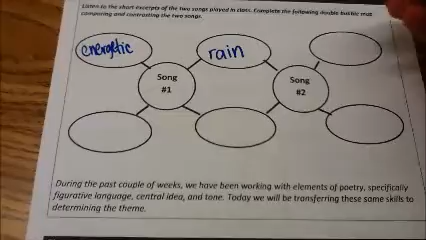 Listen to the short excerpts of the two songs played in class. Complete the following double bubble map
comparing and contrasting the two songs.
energetic
rain
Song
#1
Song
#2
During the past couple of weeks, we have been working with elements of poetry, specifically
figurative language, central idea, and tone. Today we will be transferring these same skills to
determining the theme.